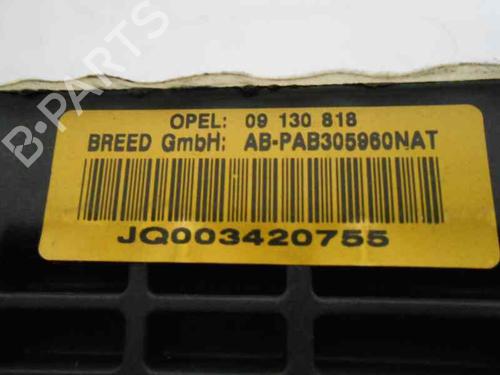 OPEL: 09 130 818
BREED GmbH: AB-PAB305960NAT
JQ003420755
B-PARTS